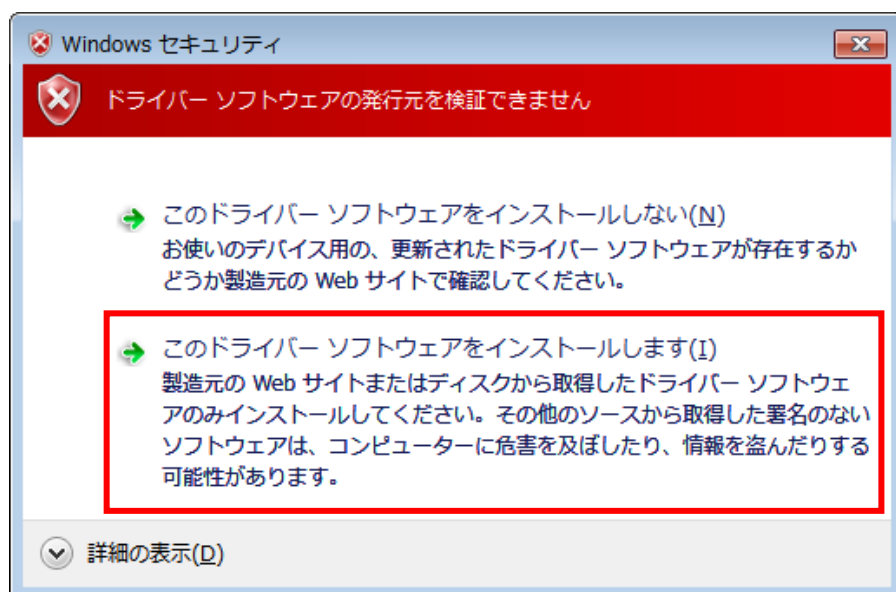 Windows セキュリティ
ドライバー ソフトウェアの発行元を検証できません
このドライバー ソフトウェアをインストールしない(N)
お使いのデバイス用の、更新されたドライバー ソフトウェアが存在するか
どうか製造元の Web サイトで確認してください。
このドライバー ソフトウェアをインストールします(I)
製造元の Web サイトまたはディスクから取得したドライバー ソフトウェ
アのみインストールしてください。その他のソースから取得した署名のない
ソフトウェアは、コンピューターに危害を及ぼしたり、情報を盗んだりする
可能性があります。
詳細の表示(D)